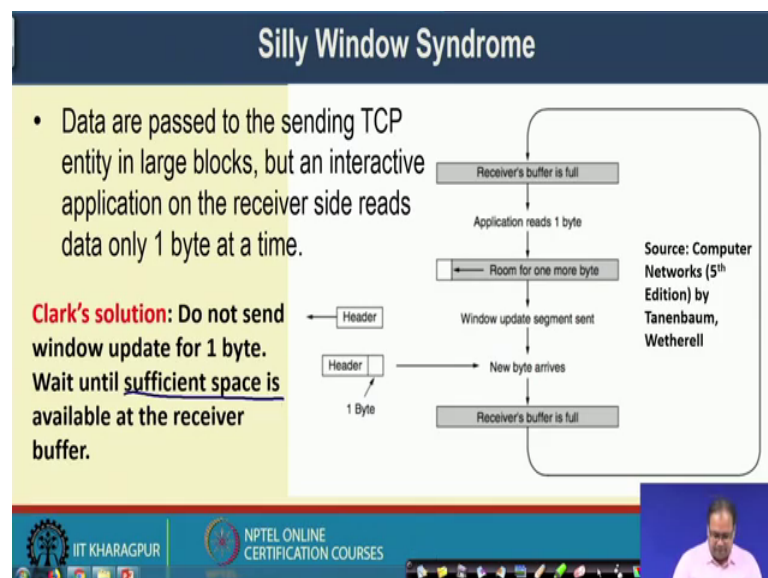 Silly Window Syndrome
• Data are passed to the sending TCP
entity in large blocks, but an interactive
application on the receiver side reads
data only 1 byte at a time.
Clark's solution: Do not send
window update for 1 byte.
Wait until sufficient space is
available at the receiver
buffer.
Receiver's buffer is full
Application reads 1 byte
Room for one more byte
Header
Window update segment sent
Header
New byte arrives
1 Byte
Receiver's buffer is full
Source: Computer
Networks (5th
Edition) by
Tanenbaum,
Wetherell
IIT KHARAGPUR
NPTEL ONLINE
CERTIFICATION COURSES